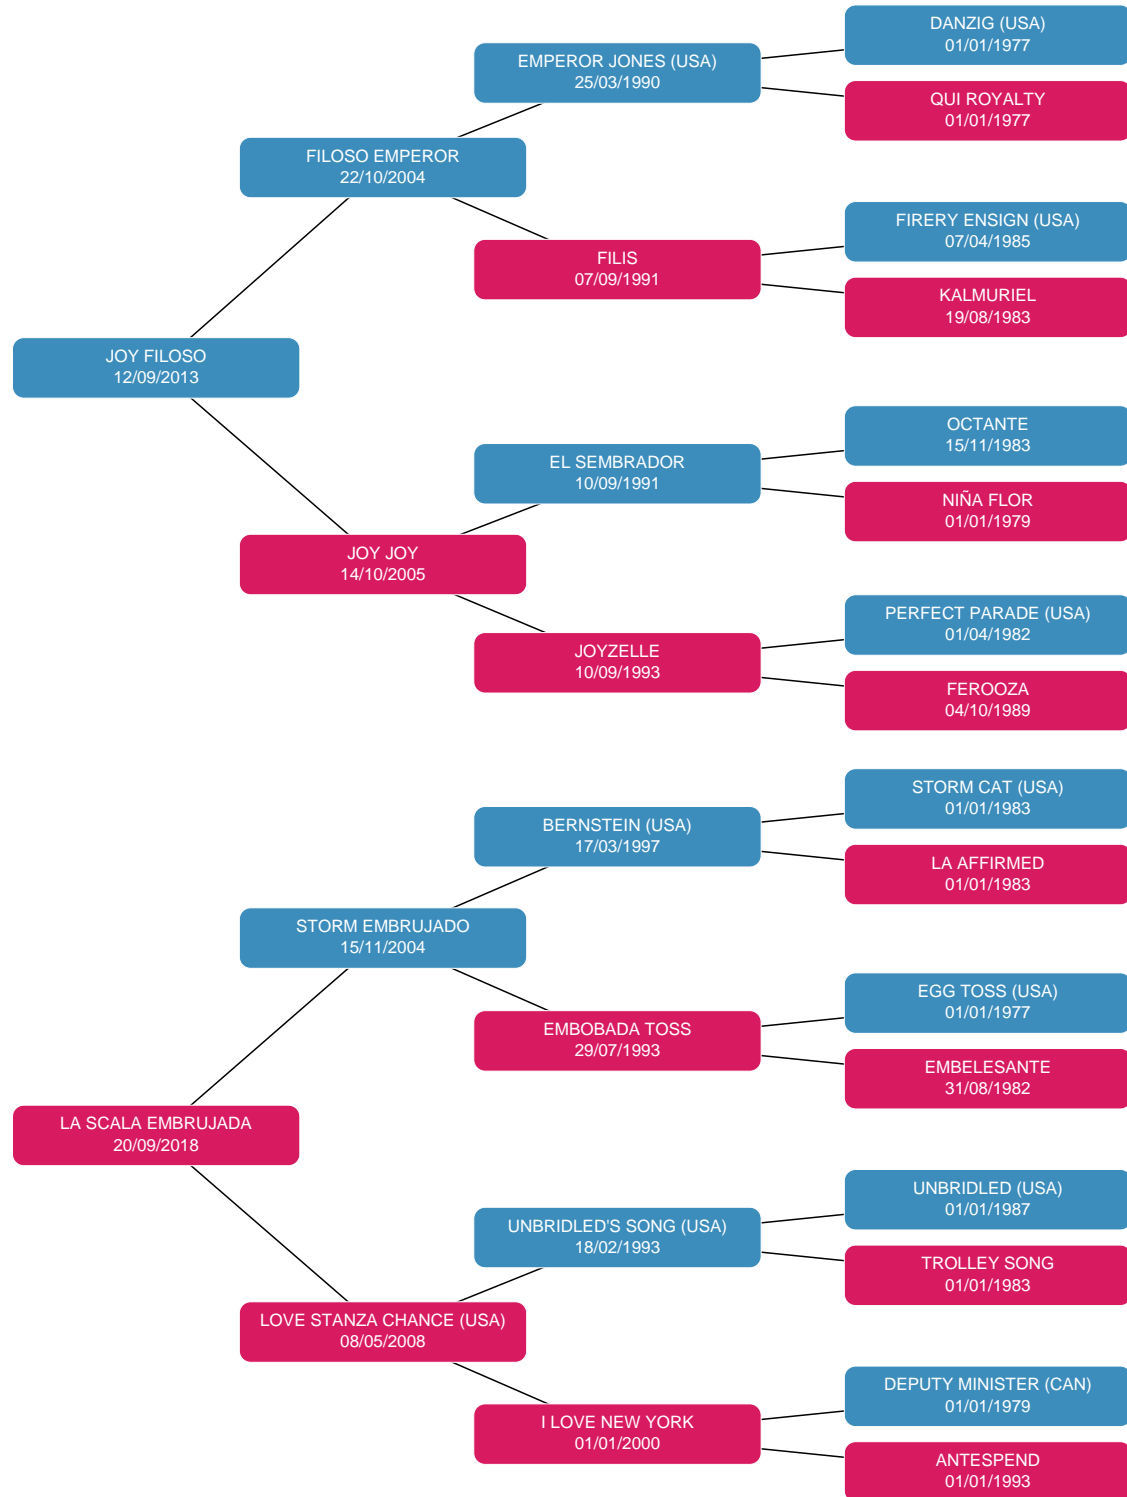 DANZIG (USA)
01/01/1977
EMPEROR JONES (USA)
25/03/1990
QUI ROYALTY
01/01/1977
FILOSO EMPEROR
22/10/2004
FIRERY ENSIGN (USA)
07/04/1985
FILIS
07/09/1991
KALMURIEL
19/08/1983
JOY FILOSO
12/09/2013
OCTANTE
15/11/1983
EL SEMBRADOR
10/09/1991
NIÑA FLOR
01/01/1979
JOY JOY
14/10/2005
PERFECT PARADE (USA)
01/04/1982
JOYZELLE
10/09/1993
FEROOZA
04/10/1989
STORM CAT (USA)
01/01/1983
BERNSTEIN (USA)
17/03/1997
LA AFFIRMED
01/01/1983
STORM EMBRUJADO
15/11/2004
EGG TOSS (USA)
01/01/1977
EMBOBADA TOSS
29/07/1993
EMBELESANTE
31/08/1982
LA SCALA EMBRUJADA
20/09/2018
UNBRIDLED (USA)
01/01/1987
UNBRIDLED'S SONG (USA)
18/02/1993
TROLLEY SONG
01/01/1983
LOVE STANZA CHANCE (USA)
08/05/2008
DEPUTY MINISTER (CAN)
01/01/1979
I LOVE NEW YORK
01/01/2000
ANTESPEND
01/01/1993